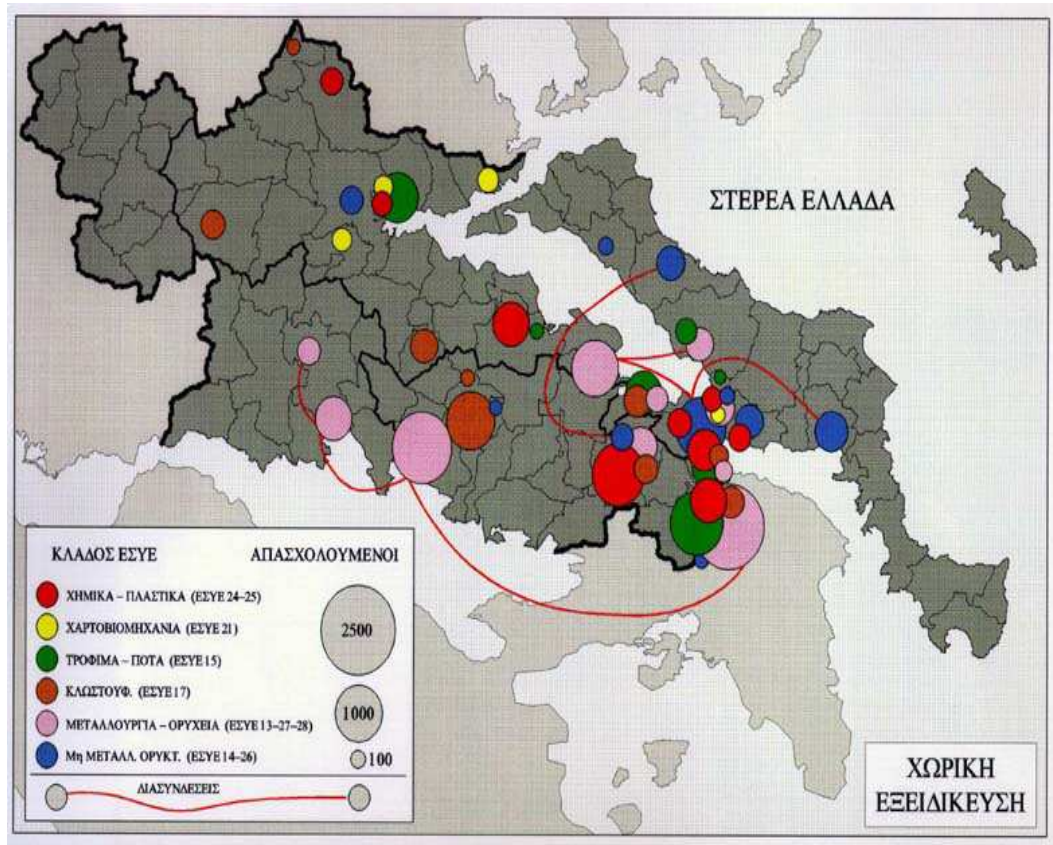 ΣΤΕΡΕΑ ΕΛΛΑΔΑ
ΚΛΑΔΟΣ ΕΣΥΕ
ΑΠΑΣΧΟΛΟΥΜΕΝΟΙ
ΧΗΜΙΚΑ – ΠΛΑΣΤΙΚΑ (ΕΣΥΕ 24–25)
ΧΑΡΤΟΒΙΟΜΗΧΑΝΙΑ (ΕΣΥΕ 21)
ΤΡΟΦΙΜΑ – ΠΟΤΑ (ΕΣΥΕ 15)
ΚΛΩΣΤΟΥΦ. (ΕΣΥΕ 17)
ΜΕΤΑΛΛΟΥΡΓΙΑ – ΟΡΥΧΕΙΑ (ΕΣΥΕ 13–27–28)
Μη ΜΕΤΑΛΛ. ΟΡΥΚΤ. (ΕΣΥΕ 14–26)
2500
1000
100
ΔΙΑΣΥΝΔΕΣΕΙΣ
ΧΩΡΙΚΗ
ΕΞΕΙΔΙΚΕΥΣΗ